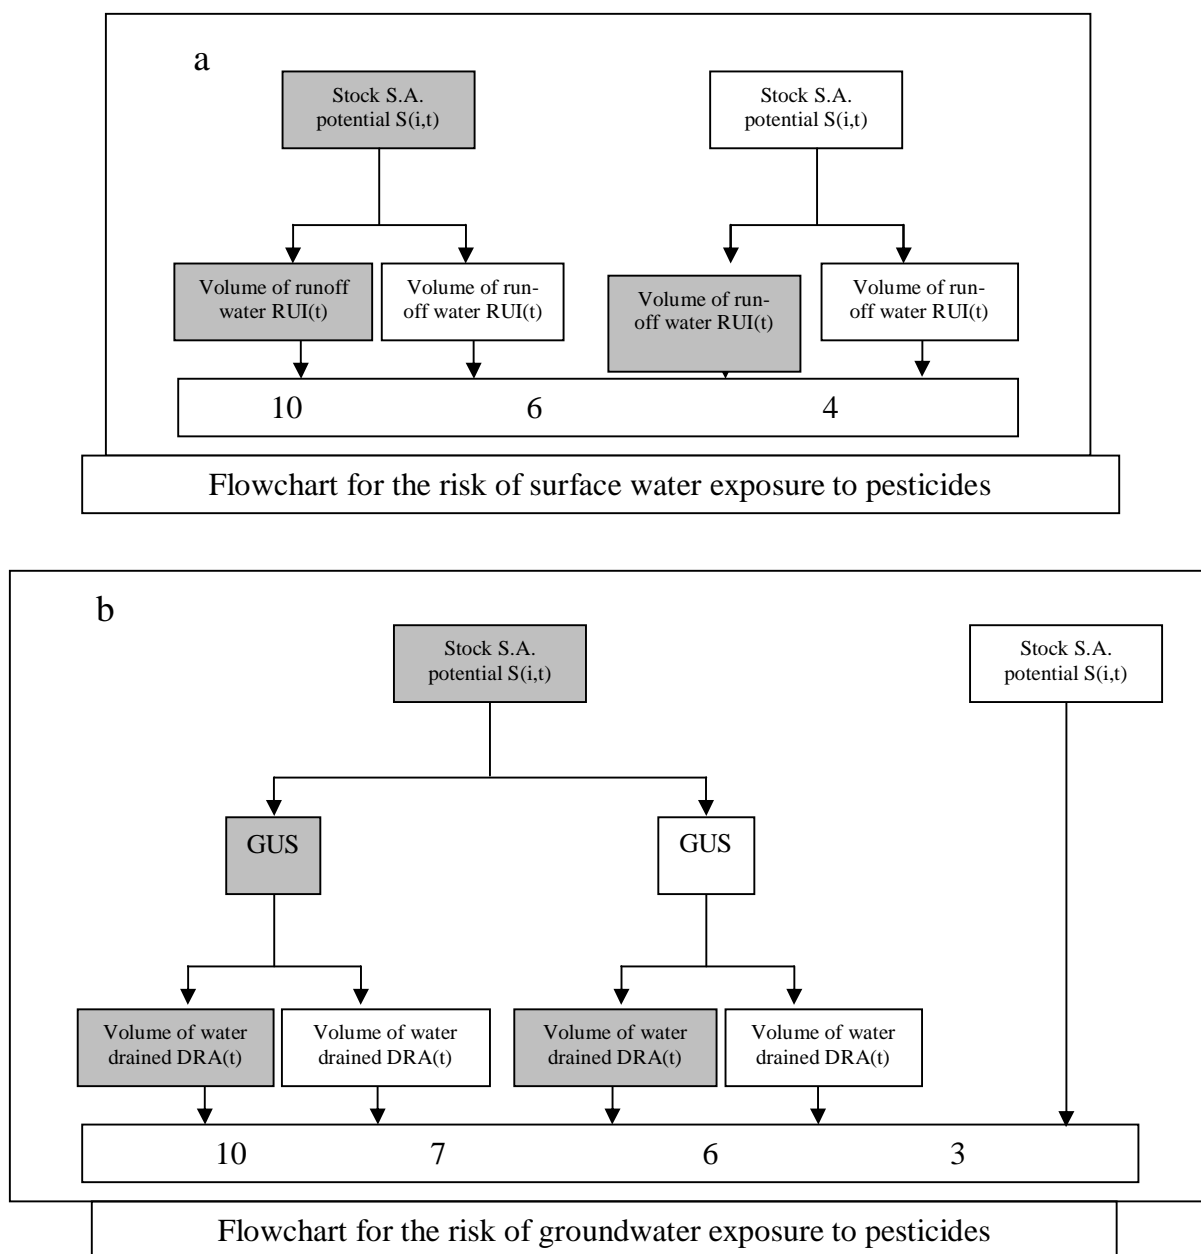 a
Stock S.A.
potential S(i,t)
Stock S.A.
potential S(i,t)
Volume of runoff
water RUI(t)
Volume of run-
off water RUI(t)
Volume of run-
off water RUI(t)
Volume of run-
off water RUI(t)
10 6 4
Flowchart for the risk of surface water exposure to pesticides
b
Stock S.A.
potential S(i,t)
Stock S.A.
potential S(i,t)
GUS
GUS
Volume of water
drained DRA(t)
Volume of water
drained DRA(t)
Volume of water
drained DRA(t)
Volume of water
drained DRA(t)
10 7 6 3
Flowchart for the risk of groundwater exposure to pesticides